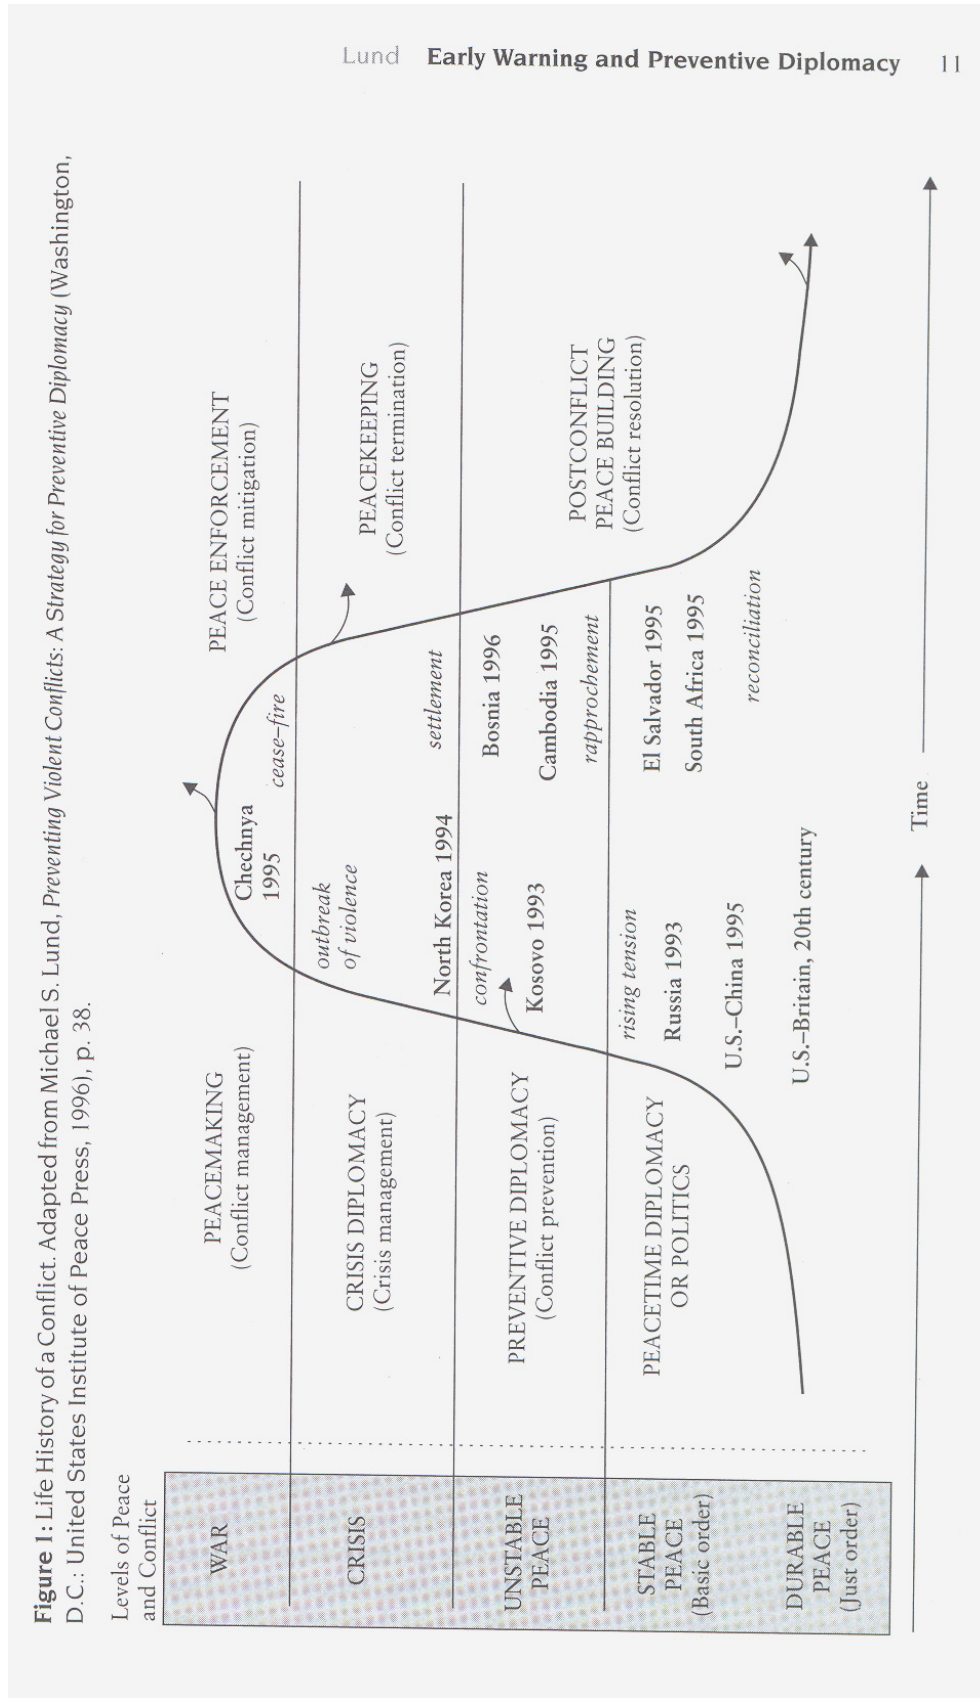 Lund Early Warning and Preventive Diplomacy 11
Figure 1: Life History of a Conflict. Adapted from Michael S. Lund, Preventing Violent Conflicts: A Strategy for Preventive Diplomacy (Washington,
D.C.: United States Institute of Peace Press, 1996), p. 38.
Levels of Peace
and Conflict
WAR
CRISIS
UNSTABLE
PEACE
STABLE
PEACE
(Basic order)
DURABLE
PEACE
(Just order)
PEACEMAKING
(Conflict management)
CRISIS DIPLOMACY
(Crisis management)
PREVENTIVE DIPLOMACY
(Conflict prevention)
PEACETIME DIPLOMACY
OR POLITICS
Chechnya
1995
cease–fire
outbreak
of violence
settlement
North Korea 1994
confrontation
Kosovo 1993
Bosnia 1996
Cambodia 1995
rapprochement
rising tension
Russia 1993
El Salvador 1995
South Africa 1995
U.S.–China 1995
reconciliation
U.S.–Britain, 20th century
PEACE ENFORCEMENT
(Conflict mitigation)
PEACEKEEPING
(Conflict termination)
POSTCONFLICT
PEACE BUILDING
(Conflict resolution)
Time